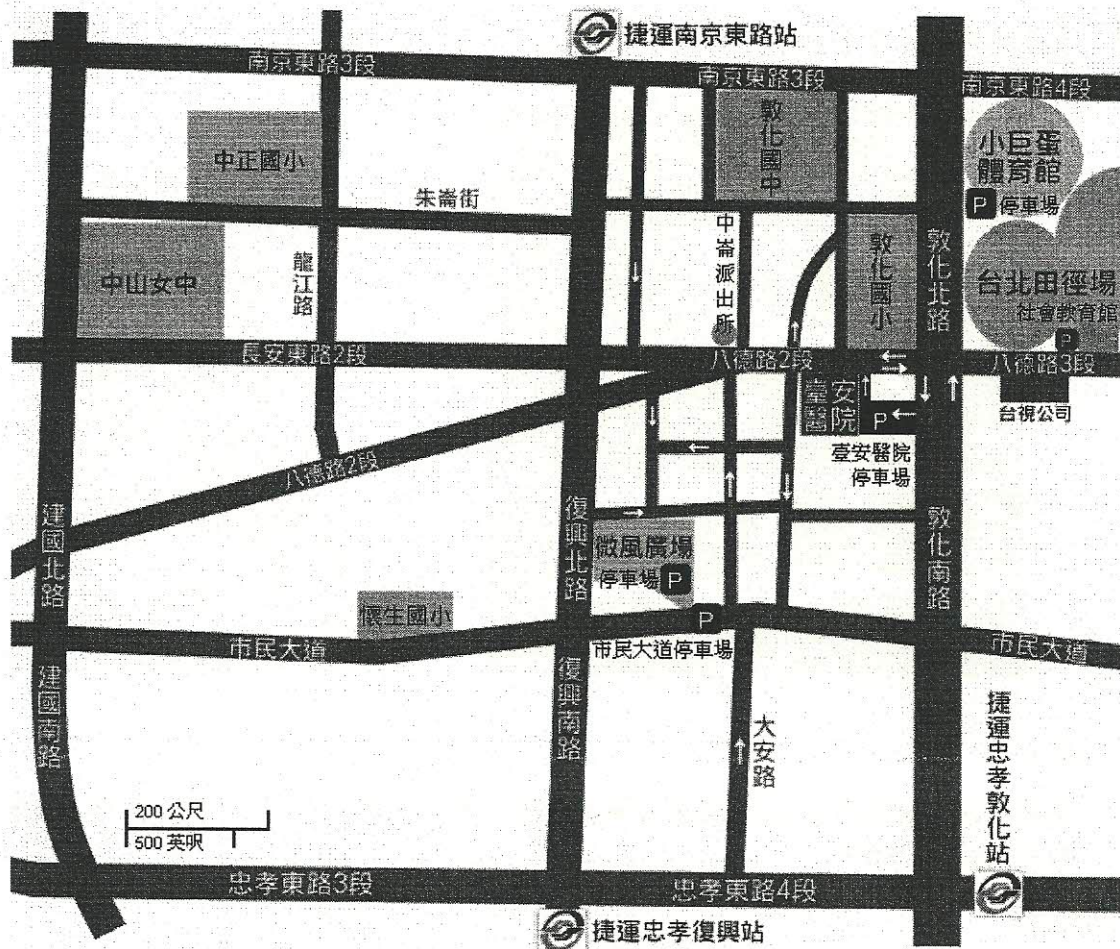 捷運南京東路站
南京東路3段
南京東路3段
南京東路4段
中正國小
敦化國中
小巨蛋
體育館
P 停車場
朱崙街
中山女中
龍江路
中崙派出所
敦化國小
敦化北路
台北田徑場
社會教育館
P
長安東路2段
八德路2段
八德路3段
臺安
醫院
P
台視公司
臺安醫院
停車場
八德路2段
建國北路
復興北路
敦化南路
微風廣場
停車場 P
懷生國小
P
市民大道
市民大道停車場
市民大道
建國南路
復興南路
大安路
捷運忠孝敦化站
200 公尺
500 英呎
忠孝東路3段
忠孝東路4段
捷運忠孝復興站